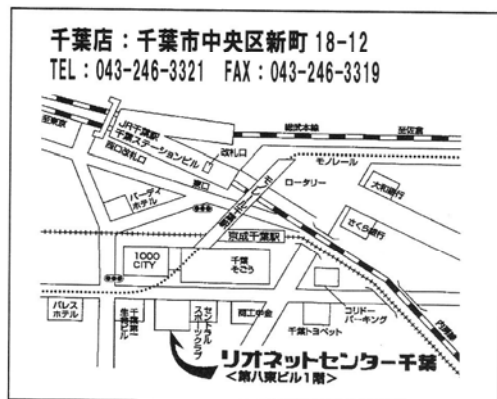 千葉店：千葉市中央区新町 18-12
TEL：043-246-3321 FAX：043-246-3319
至東京
JR千葉駅
千葉ステーションビル
西口改札口
改札口
総武本線
至佐倉
モノレール
東口
ロータリー
大和銀行
さくら銀行
パーティ
ホテル
京成千葉駅
1000
CITY
千葉
そごう
内房線
パレス
ホテル
千葉第一
生命ビル
セントラル
スポーツクラブ
商工中金
千葉トヨペット
コリドー
パーキング
リオネットセンター千葉
<第八東ビル1階>